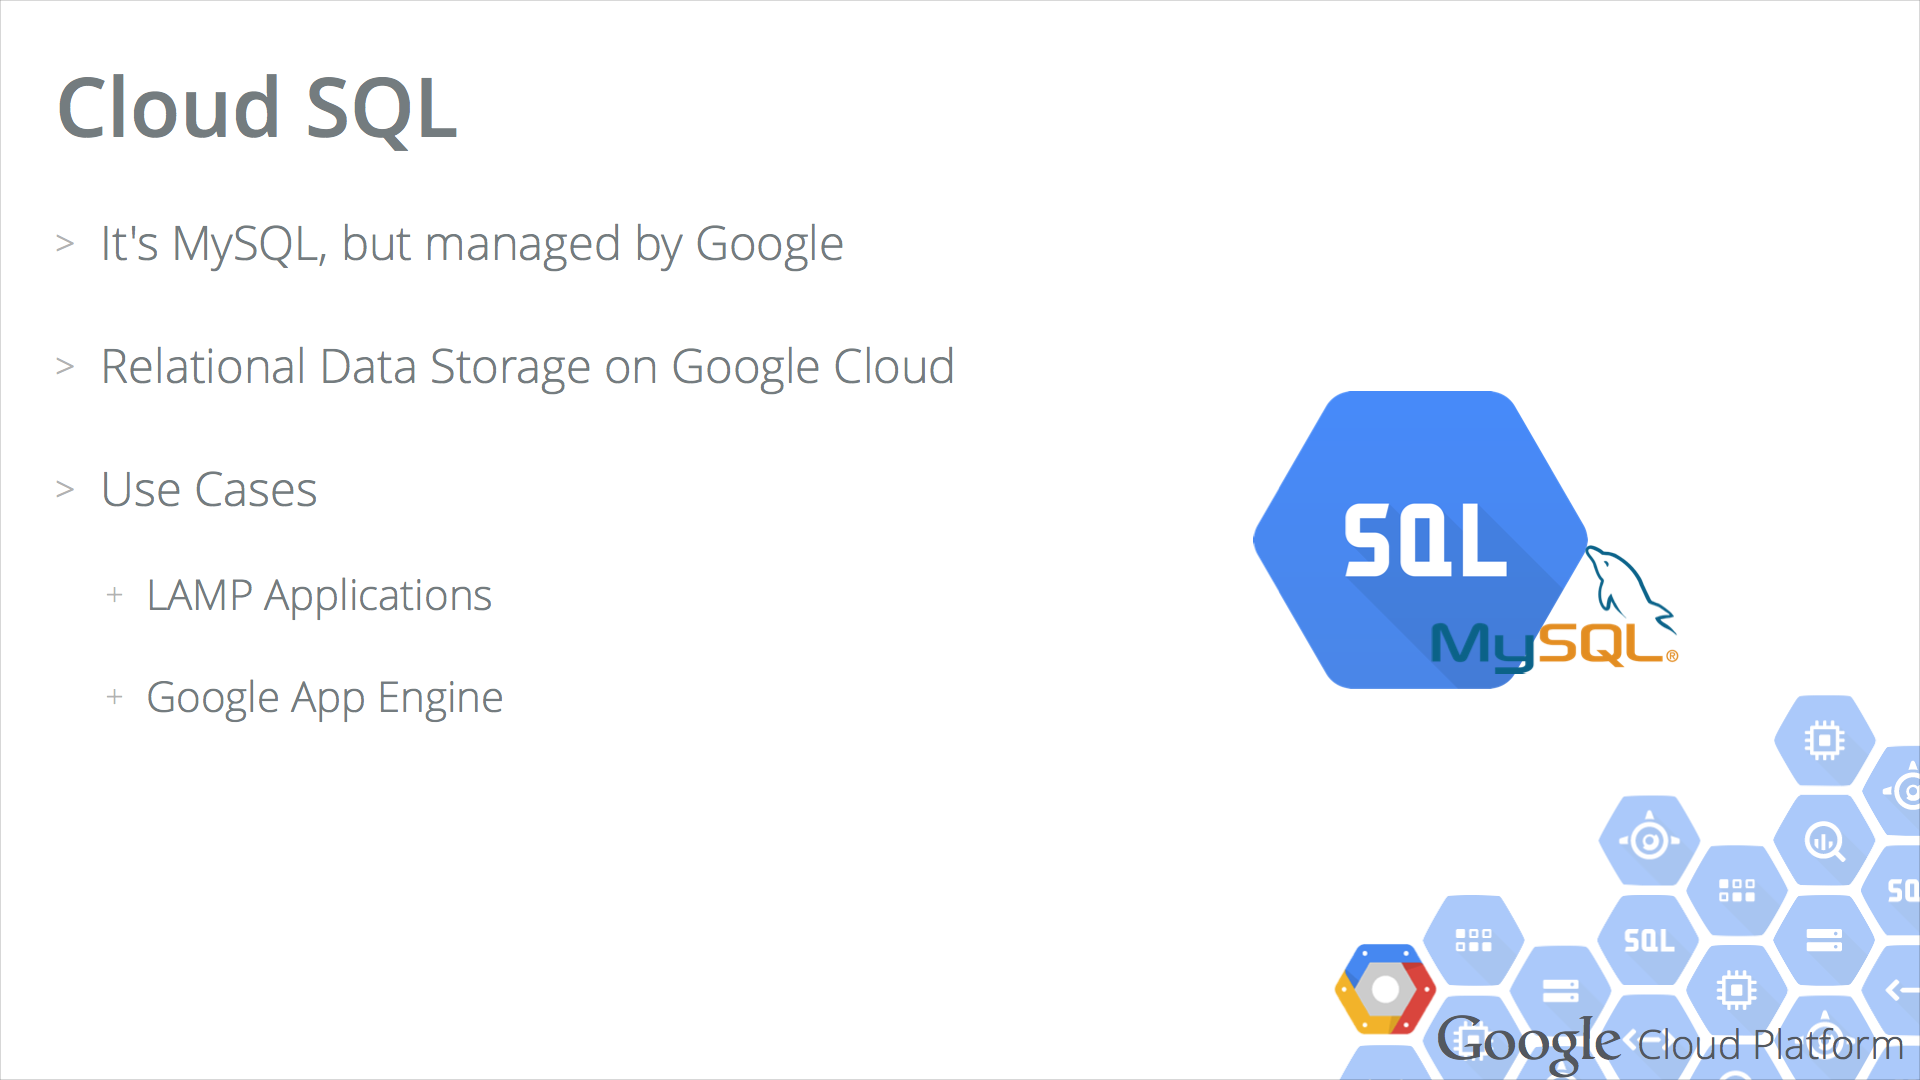 Cloud SQL
> It's MySQL, but managed by Google
> Relational Data Storage on Google Cloud
> Use Cases
+ LAMP Applications
+ Google App Engine
SQL
MySQL®
SQ
SQL
Google Cloud Platform